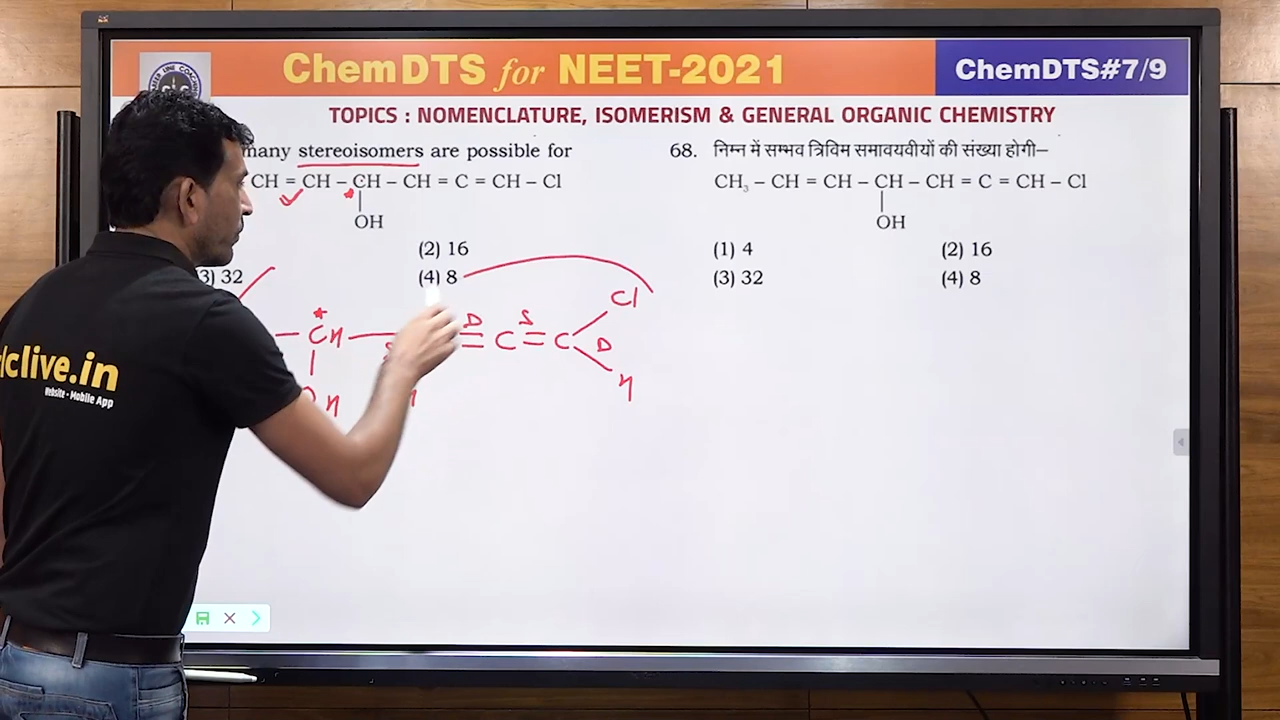 ChemDTS for NEET-2021
ChemDTS#7/9
TOPICS : NOMENCLATURE, ISOMERISM & GENERAL ORGANIC CHEMISTRY
many stereoisomers are possible for
CH = CH – CH – CH = C = CH – Cl
OH
(2) 16
(3) 32
(4) 8
68. निम्न में सम्भव त्रिविम समावयवीयों की संख्या होगी–
CH₃ – CH = CH – CH – CH = C = CH – Cl
OH
(1) 4
(2) 16
(3) 32
(4) 8
Cl
* D S
CH = C = C D
H
lclive.in
Website • Mobile App